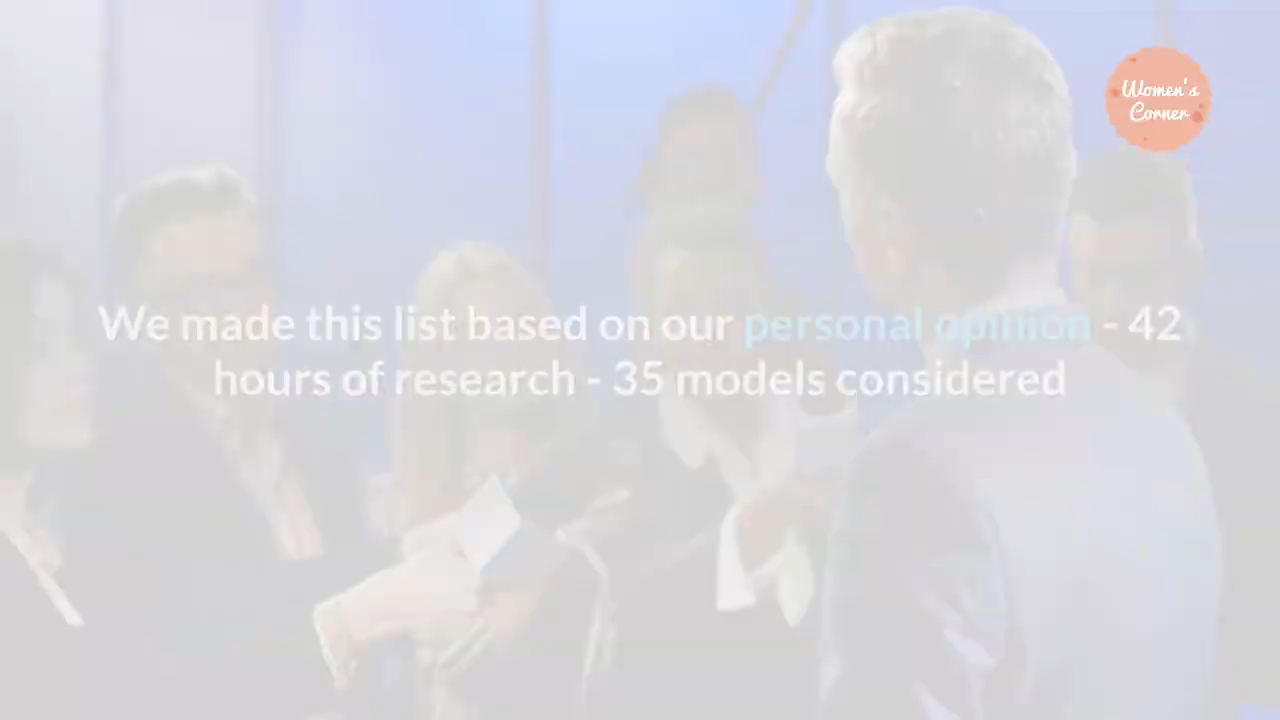 Women's
Corner
We made this list based on our personal opinion - 42
hours of research - 35 models considered